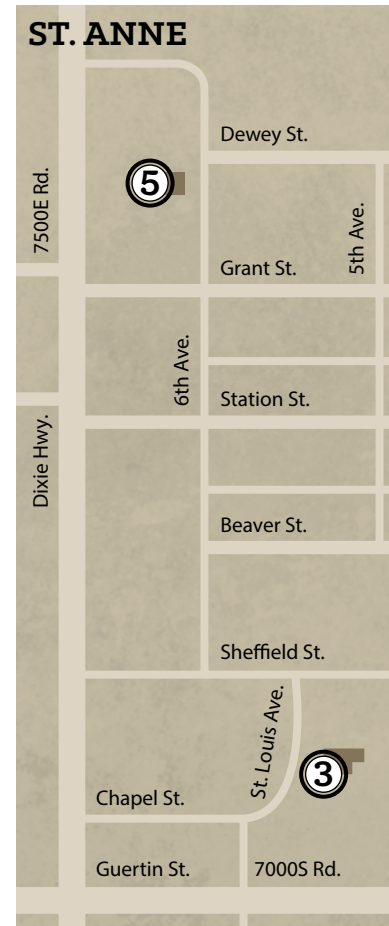 ST. ANNE
Dewey St.
5
7500E Rd.
5th Ave.
Grant St.
6th Ave.
Station St.
Dixie Hwy.
Beaver St.
Sheffield St.
St. Louis Ave.
3
Chapel St.
Guertin St.
7000S Rd.